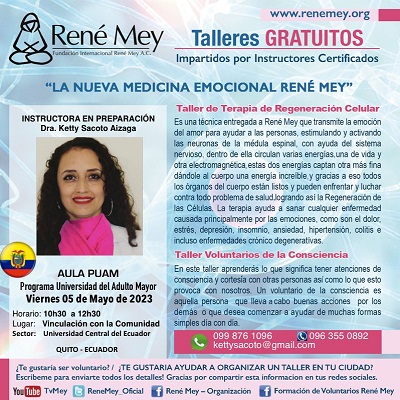 www.renemey.org
René Mey
Fundación Internacional René Mey A.C.
Talleres GRATUITOS
Impartidos por Instructores Certificados
"LA NUEVA MEDICINA EMOCIONAL RENÉ MEY"
INSTRUCTORA EN PREPARACIÓN
Dra. Ketty Sacoto Aizaga
AULA PUAM
Programa Universidad del Adulto Mayor
Viernes 05 de Mayo de 2023
Horario: 10h30 a 12h30
Lugar: Vinculación con la Comunidad
Sector: Universidad Central del Ecuador
QUITO - ECUADOR
Taller de Terapia de Regeneración Celular
Es una técnica entregada a René Mey que transmite la emoción
del amor para ayudar a las personas, estimulando y activando
las neuronas de la médula espinal, con ayuda del sistema
nervioso, dentro de ella circulan varias energías,una de vida y
otra electromagnética,estas dos energías captan otra más fina
dándole al cuerpo una energía increíble,y gracias a eso todos
los órganos del cuerpo están listos y pueden enfrentar y luchar
contra todo problema de salud,logrando así la Regeneración de
las Células. La terapia ayuda a sanar cualquier enfermedad
causada principalmente por las emociones, como son el dolor,
estrés, depresión, insomnio, ansiedad, hipertensión, colitis e
incluso enfermedades crónico degenerativas.
Taller Voluntarios de la Consciencia
En este taller aprenderás lo que significa tener atenciones de
consciencia y cortesía con otras personas así como lo que esto
provoca con nosotros. Un voluntario de la consciencia es
aquella persona que lleva a cabo buenas acciones por los
demás o que desea comenzar a ayudar de muchas formas
simples día con día.
099 876 1096 096 355 0892
kettysacoto@gmail.com
¿Te gustaria ser voluntario? / ¿TE GUSTARIA AYUDAR A ORGANIZAR UN TALLER EN TU CIUDAD?
Escribeme para enviarte todos los detalles! Gracias por compartir esta informacion en tus redes sociales.
YouTube TvMey ReneMey_Oficial René Mey – Organización Formación de Voluntarios René Mey